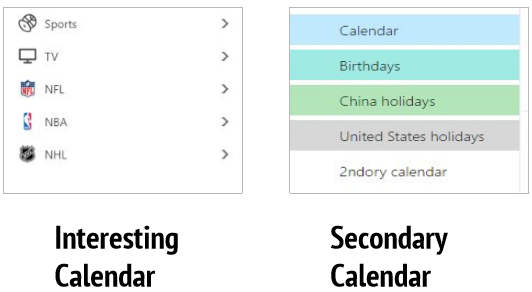 Sports
TV
NFL
NBA
NHL
Calendar
Birthdays
China holidays
United States holidays
2ndory calendar
Interesting
Calendar
Secondary
Calendar